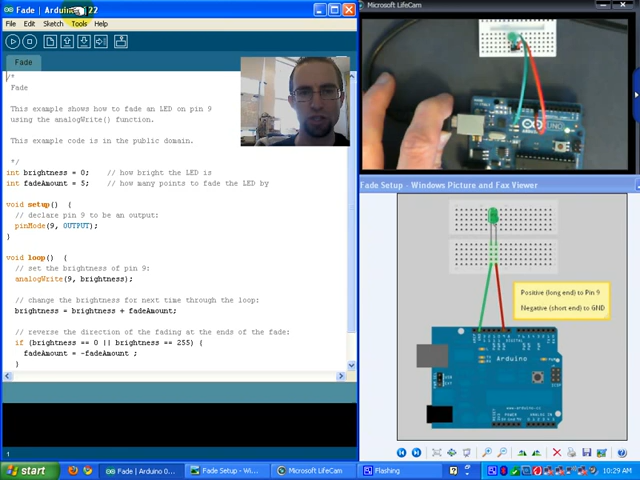 Fade | Arduino 22
Microsoft LifeCam
File Edit Sketch Tools Help
Fade
/*
Fade
This example shows how to fade an LED on pin 9
using the analogWrite() function.
This example code is in the public domain.
*/
int brightness = 0; // how bright the LED is
int fadeAmount = 5; // how many points to fade the LED by
void setup() {
// declare pin 9 to be an output:
pinMode(9, OUTPUT);
}
void loop() {
// set the brightness of pin 9:
analogWrite(9, brightness);
// change the brightness for next time through the loop:
brightness = brightness + fadeAmount;
// reverse the direction of the fading at the ends of the fade:
if (brightness == 0 || brightness == 255) {
fadeAmount = -fadeAmount ;
}
1
UNO
Fade Setup - Windows Picture and Fax Viewer
Positive (long end) to Pin 9
Negative (short end) to GND
DIGITAL
Arduino
POWER
ANALOG IN
start
Fade | Arduino 0...
Fade Setup - Wi...
Microsoft LifeCam
Flashing
10:29 AM